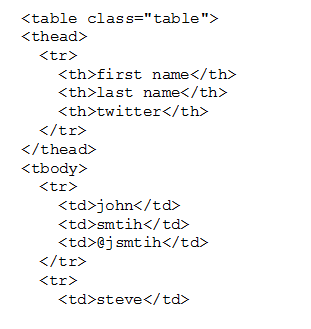 <table class="table">
<thead>
<tr>
<th>first name</th>
<th>last name</th>
<th>twitter</th>
</tr>
</thead>
<tbody>
<tr>
<td>john</td>
<td>smtih</td>
<td>@jsmtih</td>
</tr>
<tr>
<td>steve</td>